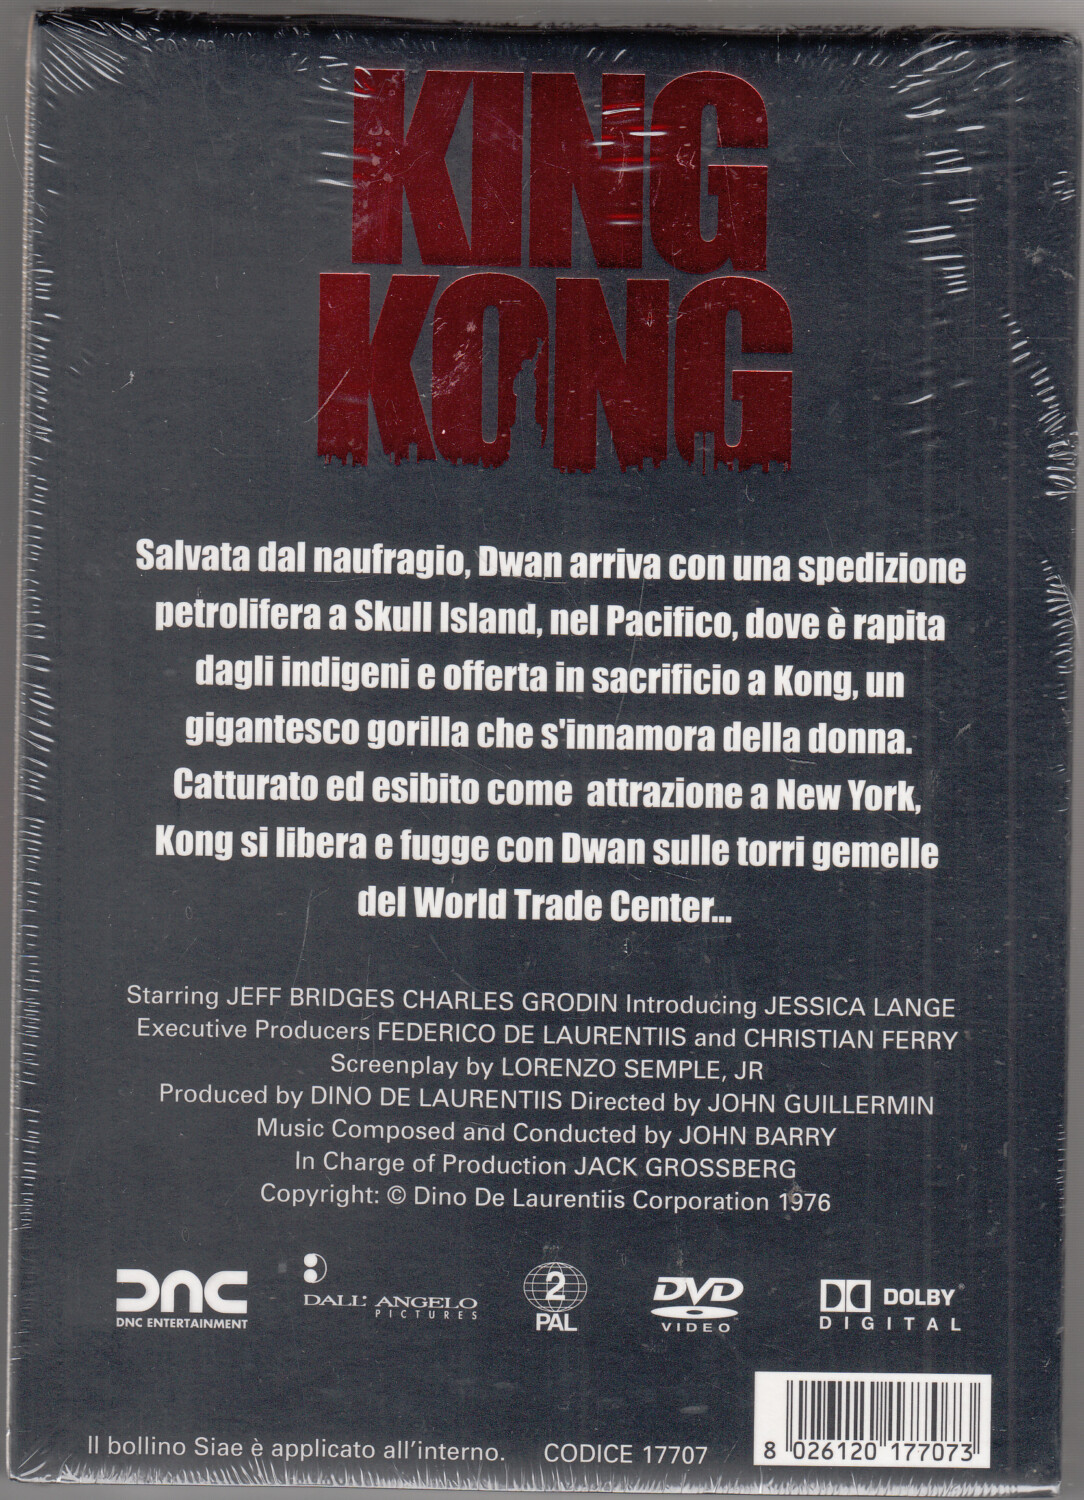 KING
KONG
Salvata dal naufragio, Dwan arriva con una spedizione
petrolifera a Skull Island, nel Pacifico, dove è rapita
dagli indigeni e offerta in sacrificio a Kong, un
gigantesco gorilla che s'innamora della donna.
Catturato ed esibito come attrazione a New York,
Kong si libera e fugge con Dwan sulle torri gemelle
del World Trade Center...
Starring JEFF BRIDGES CHARLES GRODIN Introducing JESSICA LANGE
Executive Producers FEDERICO DE LAURENTIIS and CHRISTIAN FERRY
Screenplay by LORENZO SEMPLE, JR
Produced by DINO DE LAURENTIIS Directed by JOHN GUILLERMIN
Music Composed and Conducted by JOHN BARRY
In Charge of Production JACK GROSSBERG
Copyright: © Dino De Laurentiis Corporation 1976
DNC
DNC ENTERTAINMENT
DALL' ANGELO
PICTURES
2
PAL
DVD
VIDEO
DOLBY
DIGITAL
Il bollino Siae è applicato all'interno. CODICE 17707
8 026120 177073